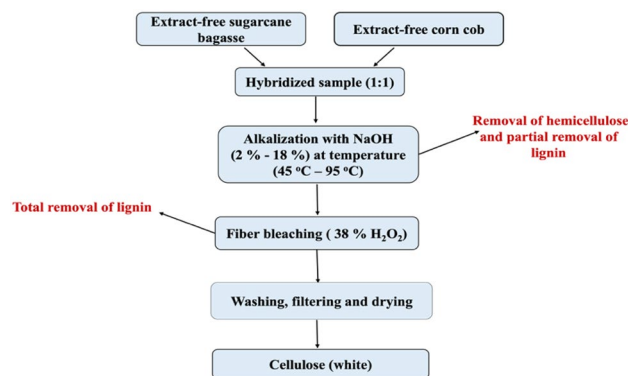 Extract-free sugarcane
bagasse
Extract-free corn cob
Hybridized sample (1:1)
Alkalization with NaOH
(2 % - 18 %) at temperature
(45 °C – 95 °C)
Removal of hemicellulose
and partial removal of
lignin
Total removal of lignin
Fiber bleaching ( 38 % H₂O₂)
Washing, filtering and drying
Cellulose (white)